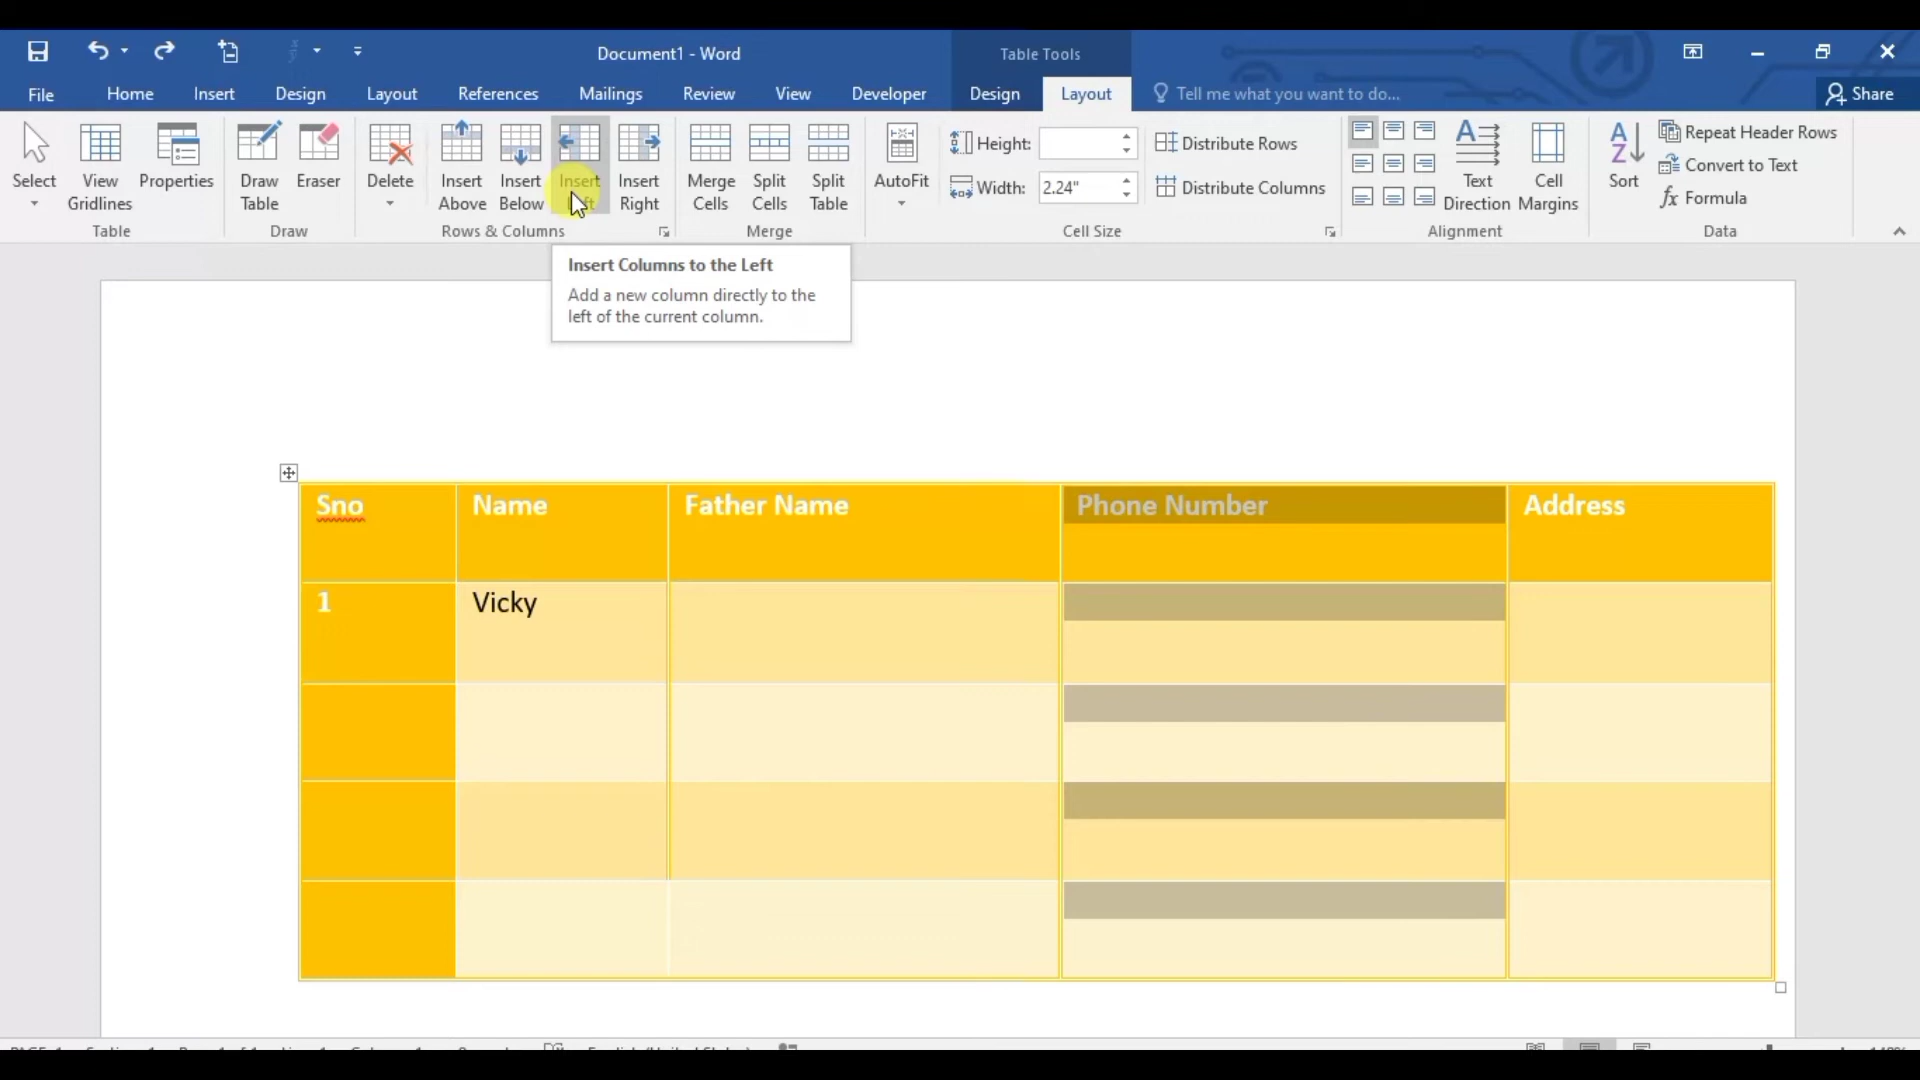 Document1 - Word
Table Tools
File
Home
Insert
Design
Layout
References
Mailings
Review
View
Developer
Design
Layout
Tell me what you want to do...
Share
Select
View
Gridlines
Properties
Table
Draw
Table
Eraser
Draw
Delete
Insert
Above
Insert
Below
Insert
Left
Insert
Right
Rows & Columns
Merge
Cells
Split
Cells
Split
Table
Merge
AutoFit
Height:
Width:
2.24"
Distribute Rows
Distribute Columns
Cell Size
Text
Direction
Cell
Margins
Alignment
Sort
Repeat Header Rows
Convert to Text
Formula
Data
Insert Columns to the Left
Add a new column directly to the
left of the current column.
Sno
Name
Father Name
Phone Number
Address
1
Vicky